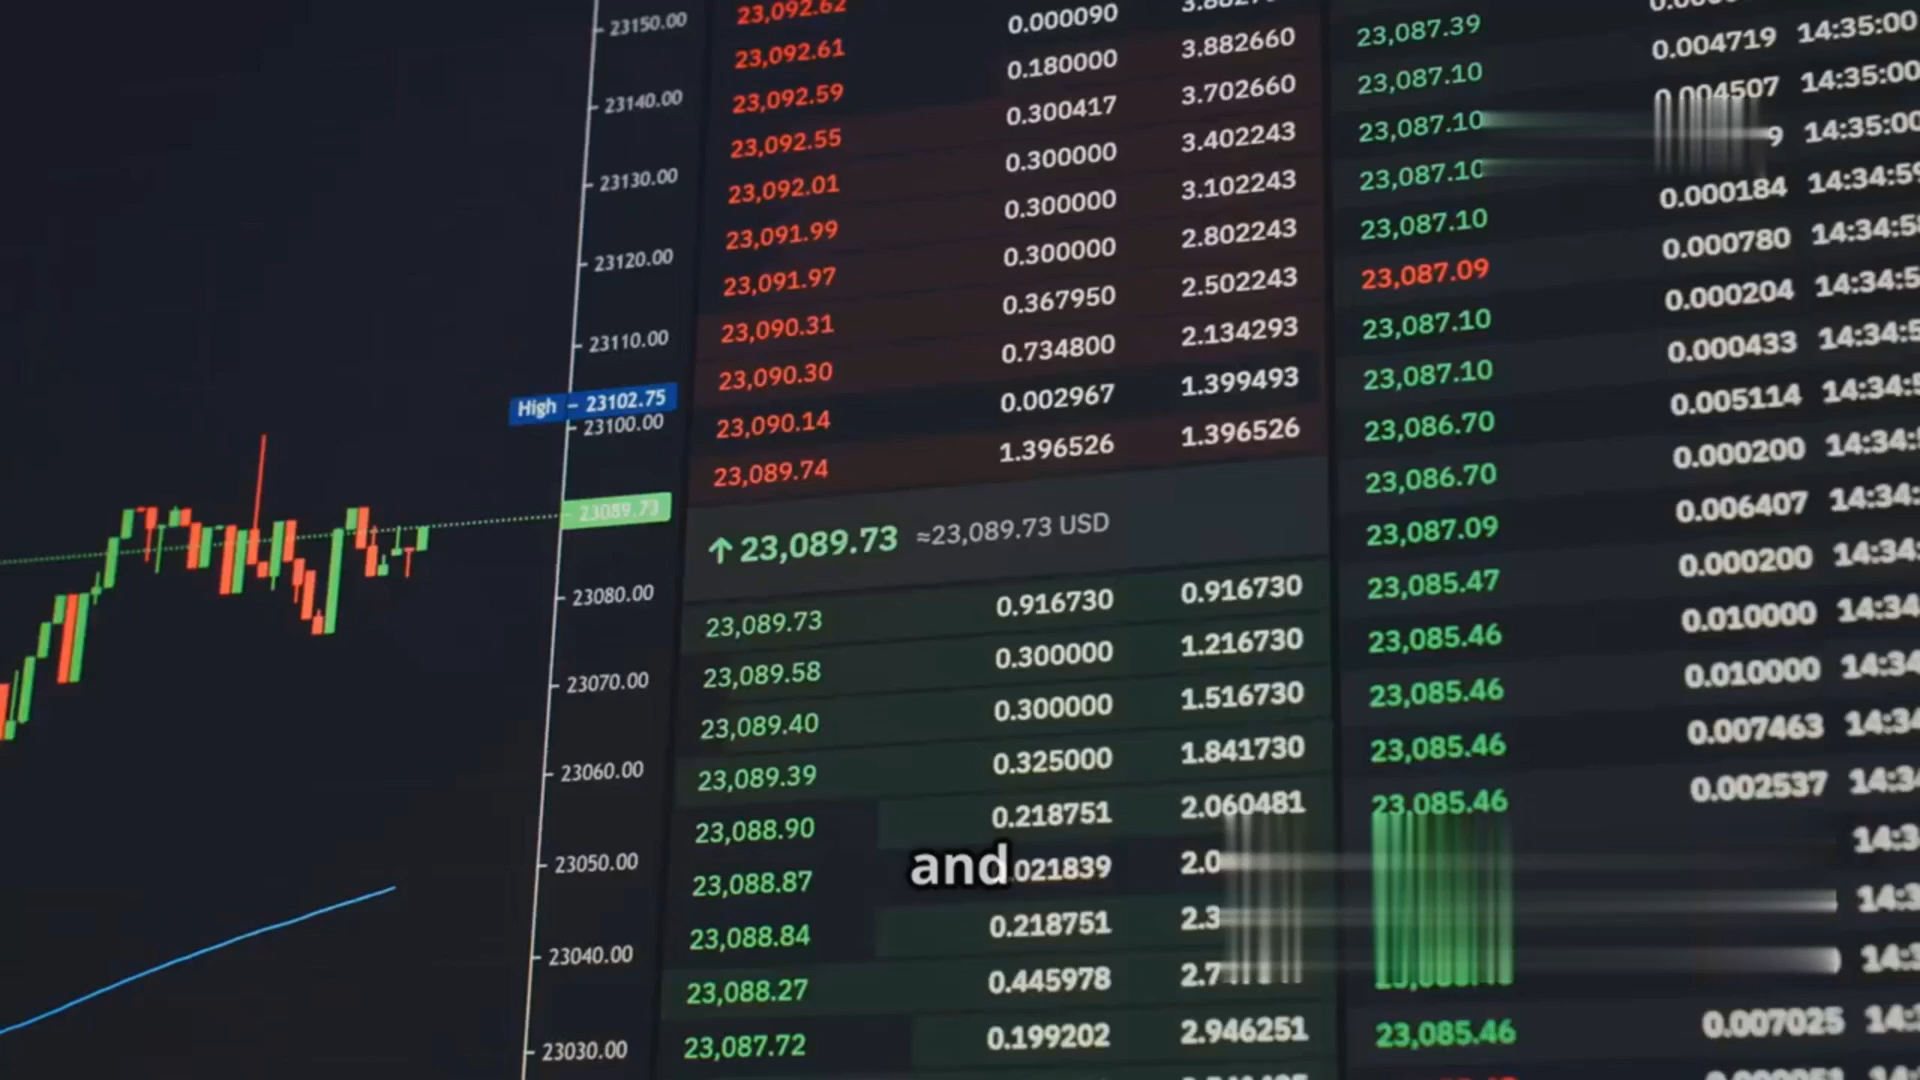 23150.00
23140.00
23130.00
23120.00
23110.00
High 23102.75
23100.00
23089.73
23080.00
23070.00
23060.00
23050.00
23040.00
23030.00
23,092.62 0.000090
23,092.61 0.180000 3.882660
23,092.59 0.300417 3.702660
23,092.55 0.300000 3.402243
23,092.01 0.300000 3.102243
23,091.99 0.300000 2.802243
23,091.97 0.367950 2.502243
23,090.31 0.734800 2.134293
23,090.30 0.002967 1.399493
23,090.14 1.396526 1.396526
23,089.74
↑23,089.73 ≈23,089.73 USD
23,089.73 0.916730 0.916730
23,089.58 0.300000 1.216730
23,089.40 0.300000 1.516730
23,089.39 0.325000 1.841730
23,088.90 0.218751 2.060481
23,088.87 021839 2.0
23,088.84 0.218751 2.3
23,088.27 0.445978 2.7
23,087.72 0.199202 2.946251
and
23,087.39 0.004719 14:35:00
23,087.10 0.004507 14:35:00
23,087.10 9 14:35:00
23,087.10 0.000184 14:34:59
23,087.10 0.000780 14:34:58
23,087.09 0.000204 14:34:5
23,087.10 0.000433 14:34:5
23,087.10 0.005114 14:34:5
23,086.70 0.000200 14:34:
23,086.70 0.006407 14:34:
23,087.09 0.000200 14:34:
23,085.47 0.010000 14:34
23,085.46 0.010000 14:34
23,085.46 0.007463 14:34
23,085.46 0.002537 14:34
23,085.46 14:3
14:3
14:3
23,085.46 0.007025 14: